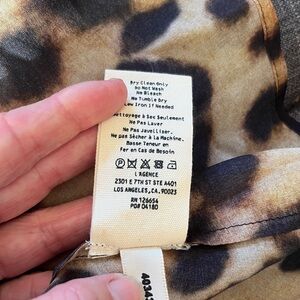 Dry Clean Only
Do Not Wash
No Bleach
No Tumble Dry
Low Iron If Needed
Nettoyage à Sec Seulement
Ne Pas Laver
Ne Pas Javelliser.
Ne pas Sécher à la Machine.
Basse Teneur en
Fer en Cas de Besoin
L'AGENCE
2301 E 7TH ST STE A401
LOS ANGELES, CA. 90023
RN 126654
PO# 04180
4034